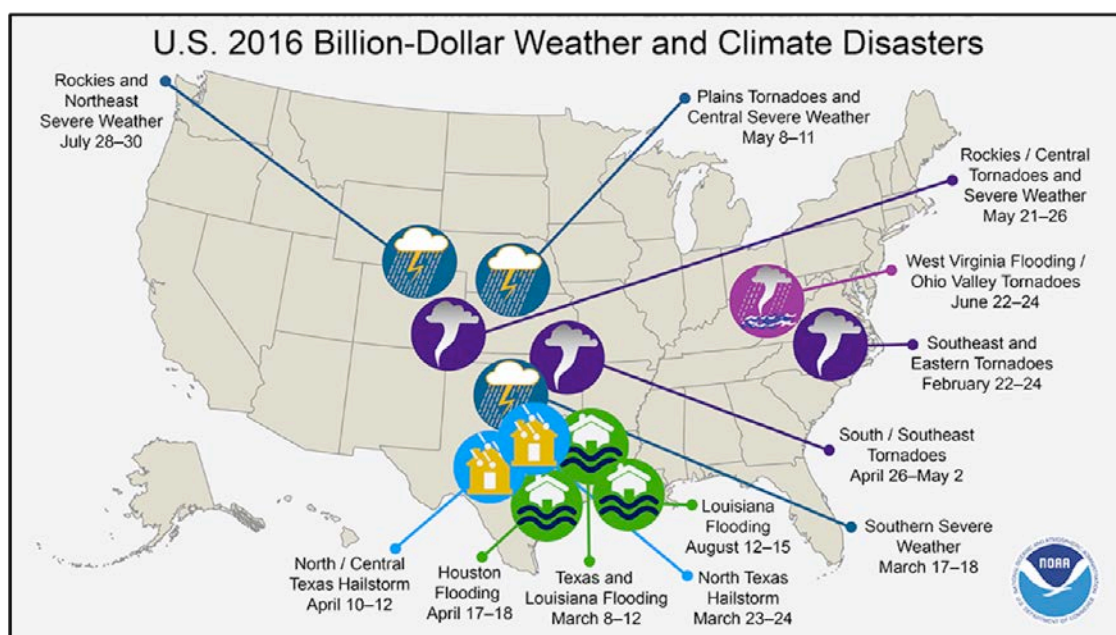 U.S. 2016 Billion-Dollar Weather and Climate Disasters
Rockies and
Northeast
Severe Weather
July 28–30
Plains Tornadoes and
Central Severe Weather
May 8–11
Rockies / Central
Tornadoes and
Severe Weather
May 21–26
West Virginia Flooding /
Ohio Valley Tornadoes
June 22–24
Southeast and
Eastern Tornadoes
February 22–24
South / Southeast
Tornadoes
April 26–May 2
Southern Severe
Weather
March 17–18
Louisiana
Flooding
August 12–15
North Texas
Hailstorm
March 23–24
Texas and
Louisiana Flooding
March 8–12
Houston
Flooding
April 17–18
North / Central
Texas Hailstorm
April 10–12
NOAA